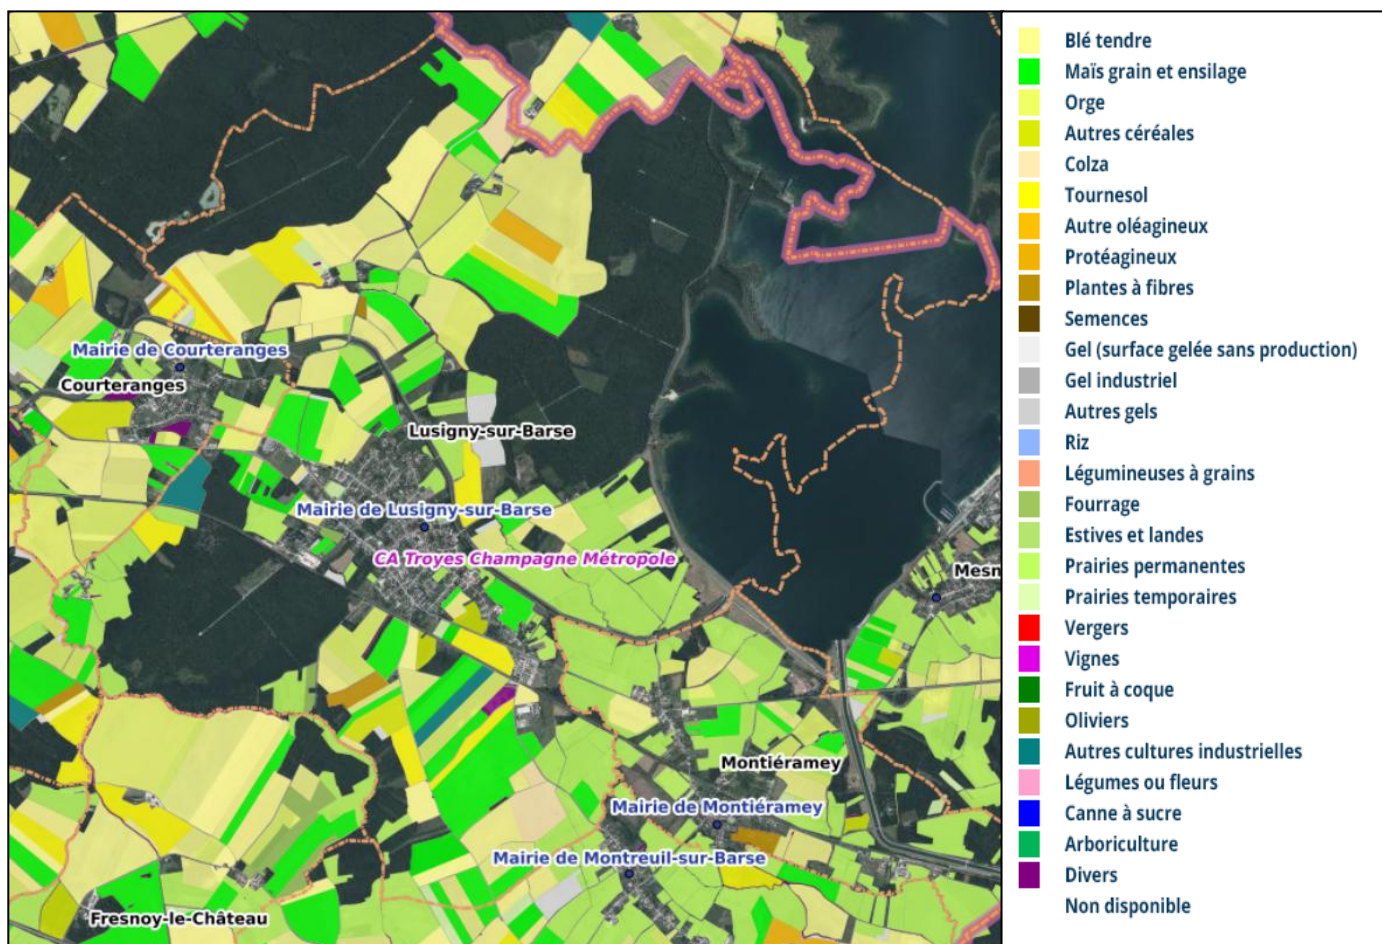 Mairie de Courteranges
Courteranges
Lusigny-sur-Barse
Mairie de Lusigny-sur-Barse
CA Troyes Champagne Métropole
Mesn
Montiéramey
Mairie de Montiéramey
Mairie de Montreuil-sur-Barse
Fresnoy-le-Château
Blé tendre
Maïs grain et ensilage
Orge
Autres céréales
Colza
Tournesol
Autre oléagineux
Protéagineux
Plantes à fibres
Semences
Gel (surface gelée sans production)
Gel industriel
Autres gels
Riz
Légumineuses à grains
Fourrage
Estives et landes
Prairies permanentes
Prairies temporaires
Vergers
Vignes
Fruit à coque
Oliviers
Autres cultures industrielles
Légumes ou fleurs
Canne à sucre
Arboriculture
Divers
Non disponible